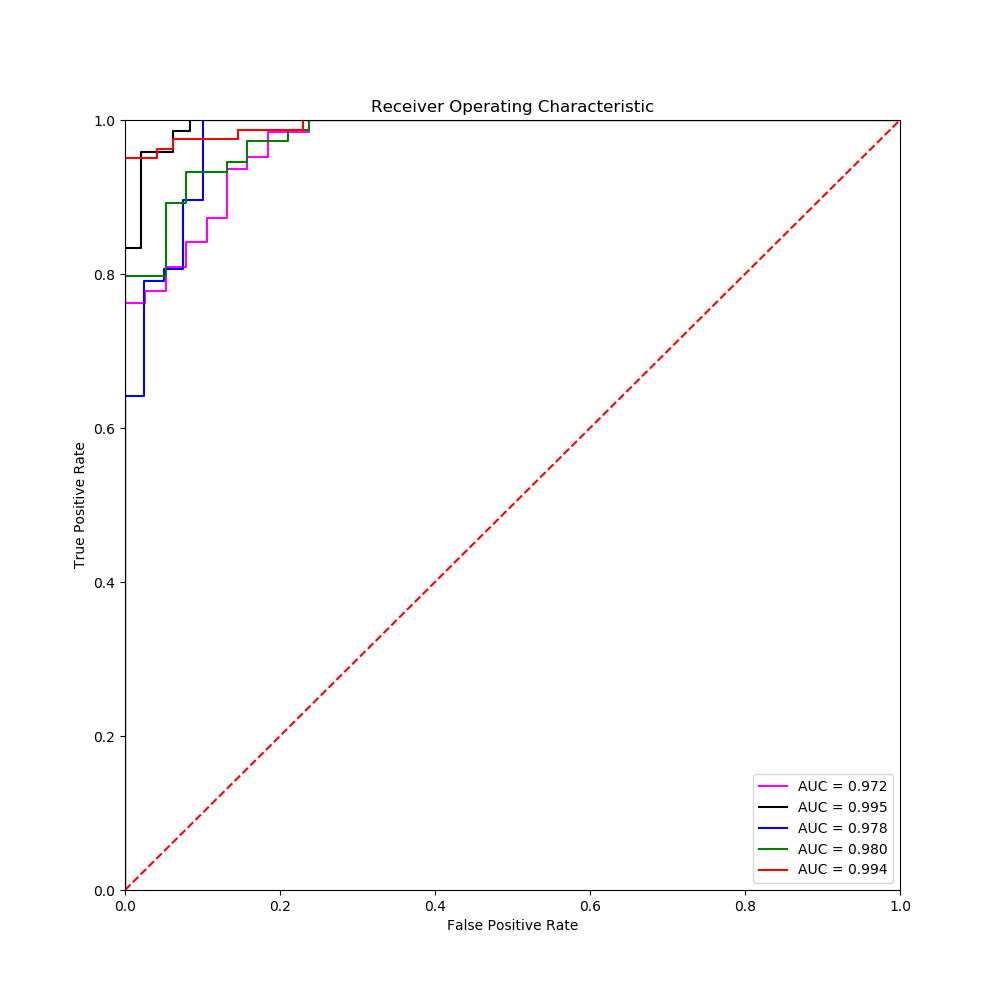 Receiver Operating Characteristic
1.0
0.8
0.6
0.4
0.2
0.0
True Positive Rate
AUC = 0.972
AUC = 0.995
AUC = 0.978
AUC = 0.980
AUC = 0.994
0.0 0.2 0.4 0.6 0.8 1.0
False Positive Rate